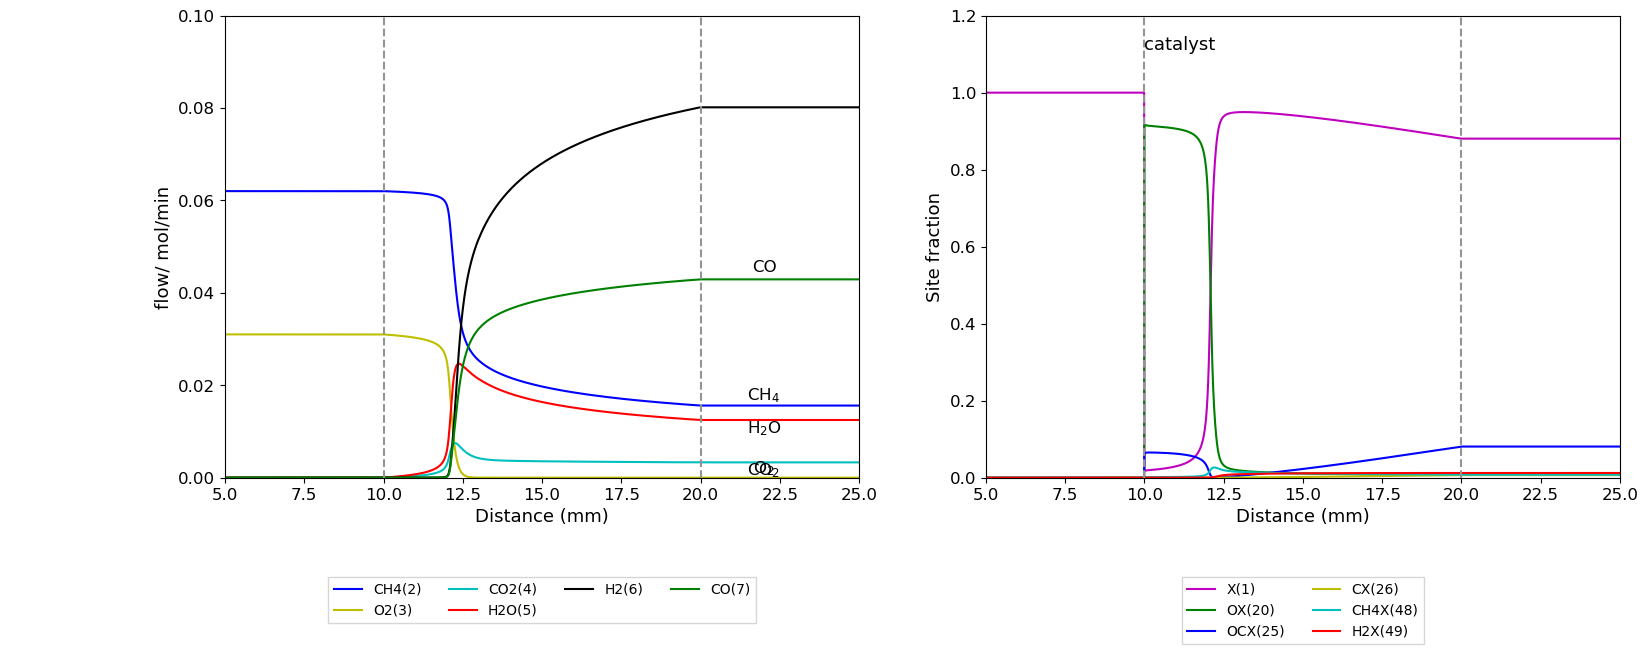 0.10
0.08
0.06
0.04
0.02
0.00
flow/ mol/min
CO
CH4
H2O
O2
CO2
5.0 7.5 10.0 12.5 15.0 17.5 20.0 22.5 25.0
Distance (mm)
CH4(2) CO2(4) H2(6) CO(7)
O2(3) H2O(5)
1.2
1.0
0.8
0.6
0.4
0.2
0.0
Site fraction
catalyst
5.0 7.5 10.0 12.5 15.0 17.5 20.0 22.5 25.0
Distance (mm)
X(1) CX(26)
OX(20) CH4X(48)
OCX(25) H2X(49)